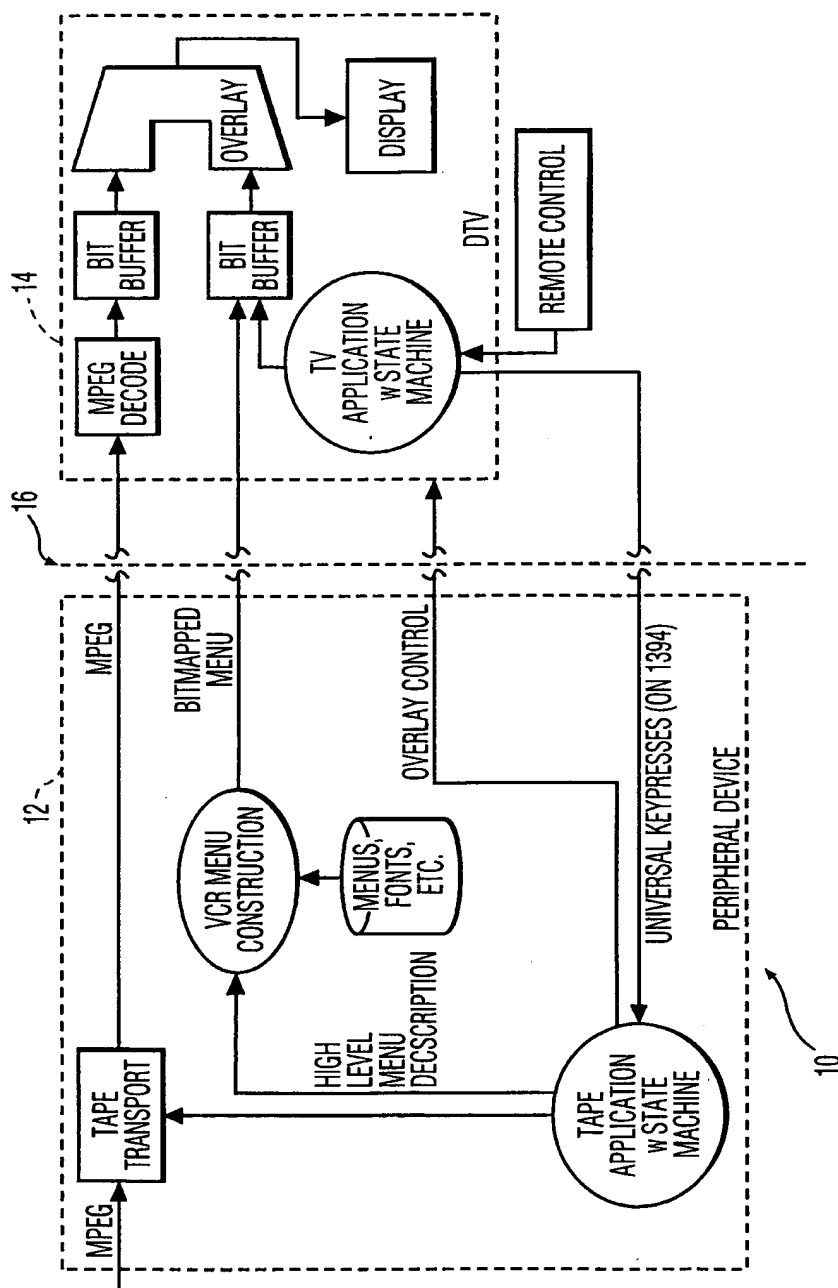 12
14
16
10
MPEG
TAPE
TRANSPORT
MPEG
HIGH
LEVEL
MENU
DECSCRIPTION
VCR MENU
CONSTRUCTION
MENUS,
FONTS,
ETC.
BITMAPPED
MENU
OVERLAY CONTROL
UNIVERSAL KEYPRESSES (ON 1394)
TAPE
APPLICATION
w STATE
MACHINE
PERIPHERAL DEVICE
MPEG
DECODE
BIT
BUFFER
BIT
BUFFER
OVERLAY
DISPLAY
TV
APPLICATION
w STATE
MACHINE
DTV
REMOTE CONTROL